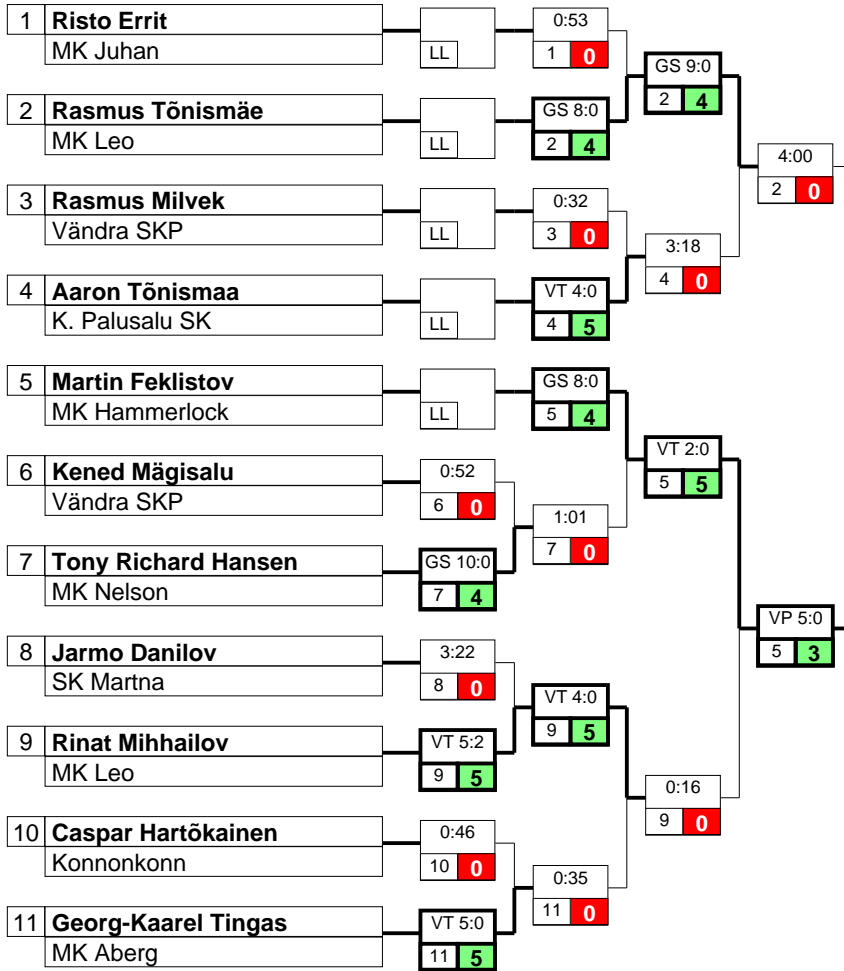 1 Risto Errit
MK Juhan
LL
0:53
1 0
GS 9:0
2 4
2 Rasmus Tõnismäe
MK Leo
LL
GS 8:0
2 4
4:00
2 0
3 Rasmus Milvek
Vändra SKP
LL
0:32
3 0
3:18
4 0
4 Aaron Tõnismaa
K. Palusalu SK
LL
VT 4:0
4 5
5 Martin Feklistov
MK Hammerlock
LL
GS 8:0
5 4
VT 2:0
5 5
6 Kened Mägisalu
Vändra SKP
0:52
6 0
1:01
7 0
7 Tony Richard Hansen
MK Nelson
GS 10:0
7 4
VP 5:0
5 3
8 Jarmo Danilov
SK Martna
3:22
8 0
VT 4:0
9 5
9 Rinat Mihhailov
MK Leo
VT 5:2
9 5
0:16
9 0
10 Caspar Hartõkainen
Konnonkonn
0:46
10 0
0:35
11 0
11 Georg-Kaarel Tingas
MK Aberg
VT 5:0
11 5